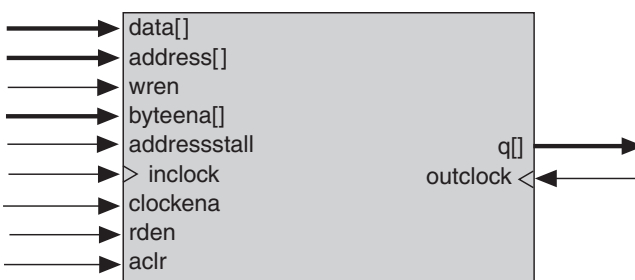 data[]
address[]
wren
byteena[]
addressstall
q[]
inclock
outclock
clockena
rden
aclr